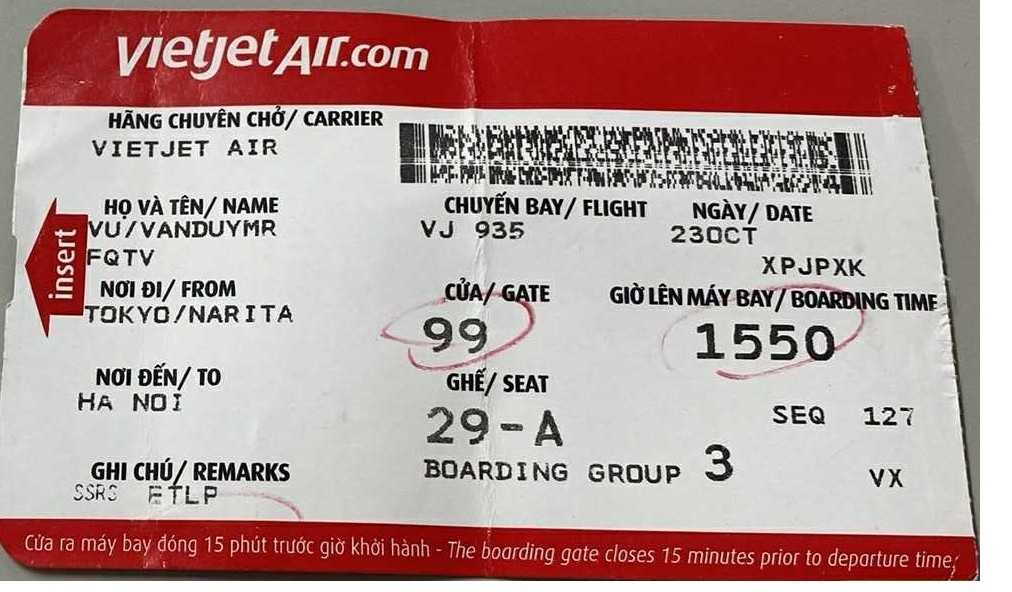 vietjetAir.com
HÃNG CHUYÊN CHỞ/ CARRIER
VIETJET AIR
HỌ VÀ TÊN/ NAME
VU/VANDUYMR
FQTV
CHUYẾN BAY/ FLIGHT
VJ 935
NGÀY/ DATE
23OCT
XPJPXK
insert
NƠI ĐI/ FROM
TOKYO/NARITA
CỬA/ GATE
99
GIỜ LÊN MÁY BAY/ BOARDING TIME
1550
NƠI ĐẾN/ TO
HA NOI
GHẾ/ SEAT
29-A
SEQ 127
BOARDING GROUP 3
VX
GHI CHÚ/ REMARKS
SSRS ETLP
Cửa ra máy bay đóng 15 phút trước giờ khởi hành - The boarding gate closes 15 minutes prior to departure time;